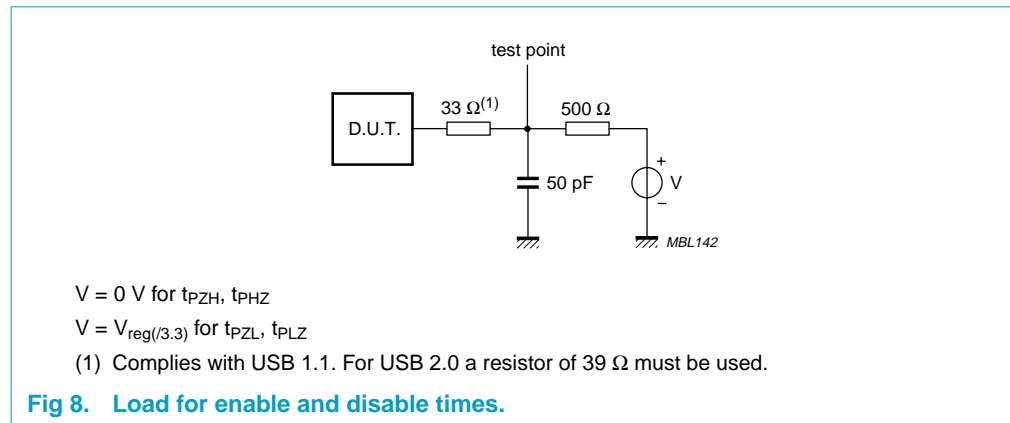 test point
33 Ω(1)
500 Ω
D.U.T.
50 pF
+
V
−
MBL142
V = 0 V for tPZH, tPHZ
V = Vreg(/3.3) for tPZL, tPLZ
(1) Complies with USB 1.1. For USB 2.0 a resistor of 39 Ω must be used.
Fig 8. Load for enable and disable times.